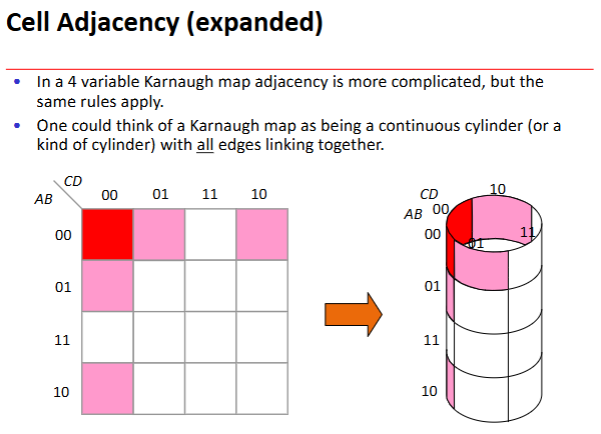 Cell Adjacency (expanded)
• In a 4 variable Karnaugh map adjacency is more complicated, but the
same rules apply.
• One could think of a Karnaugh map as being a continuous cylinder (or a
kind of cylinder) with all edges linking together.
CD
AB
00 01 11 10
00
01
11
10
CD
10
AB
00
11
01
00
01
11
10